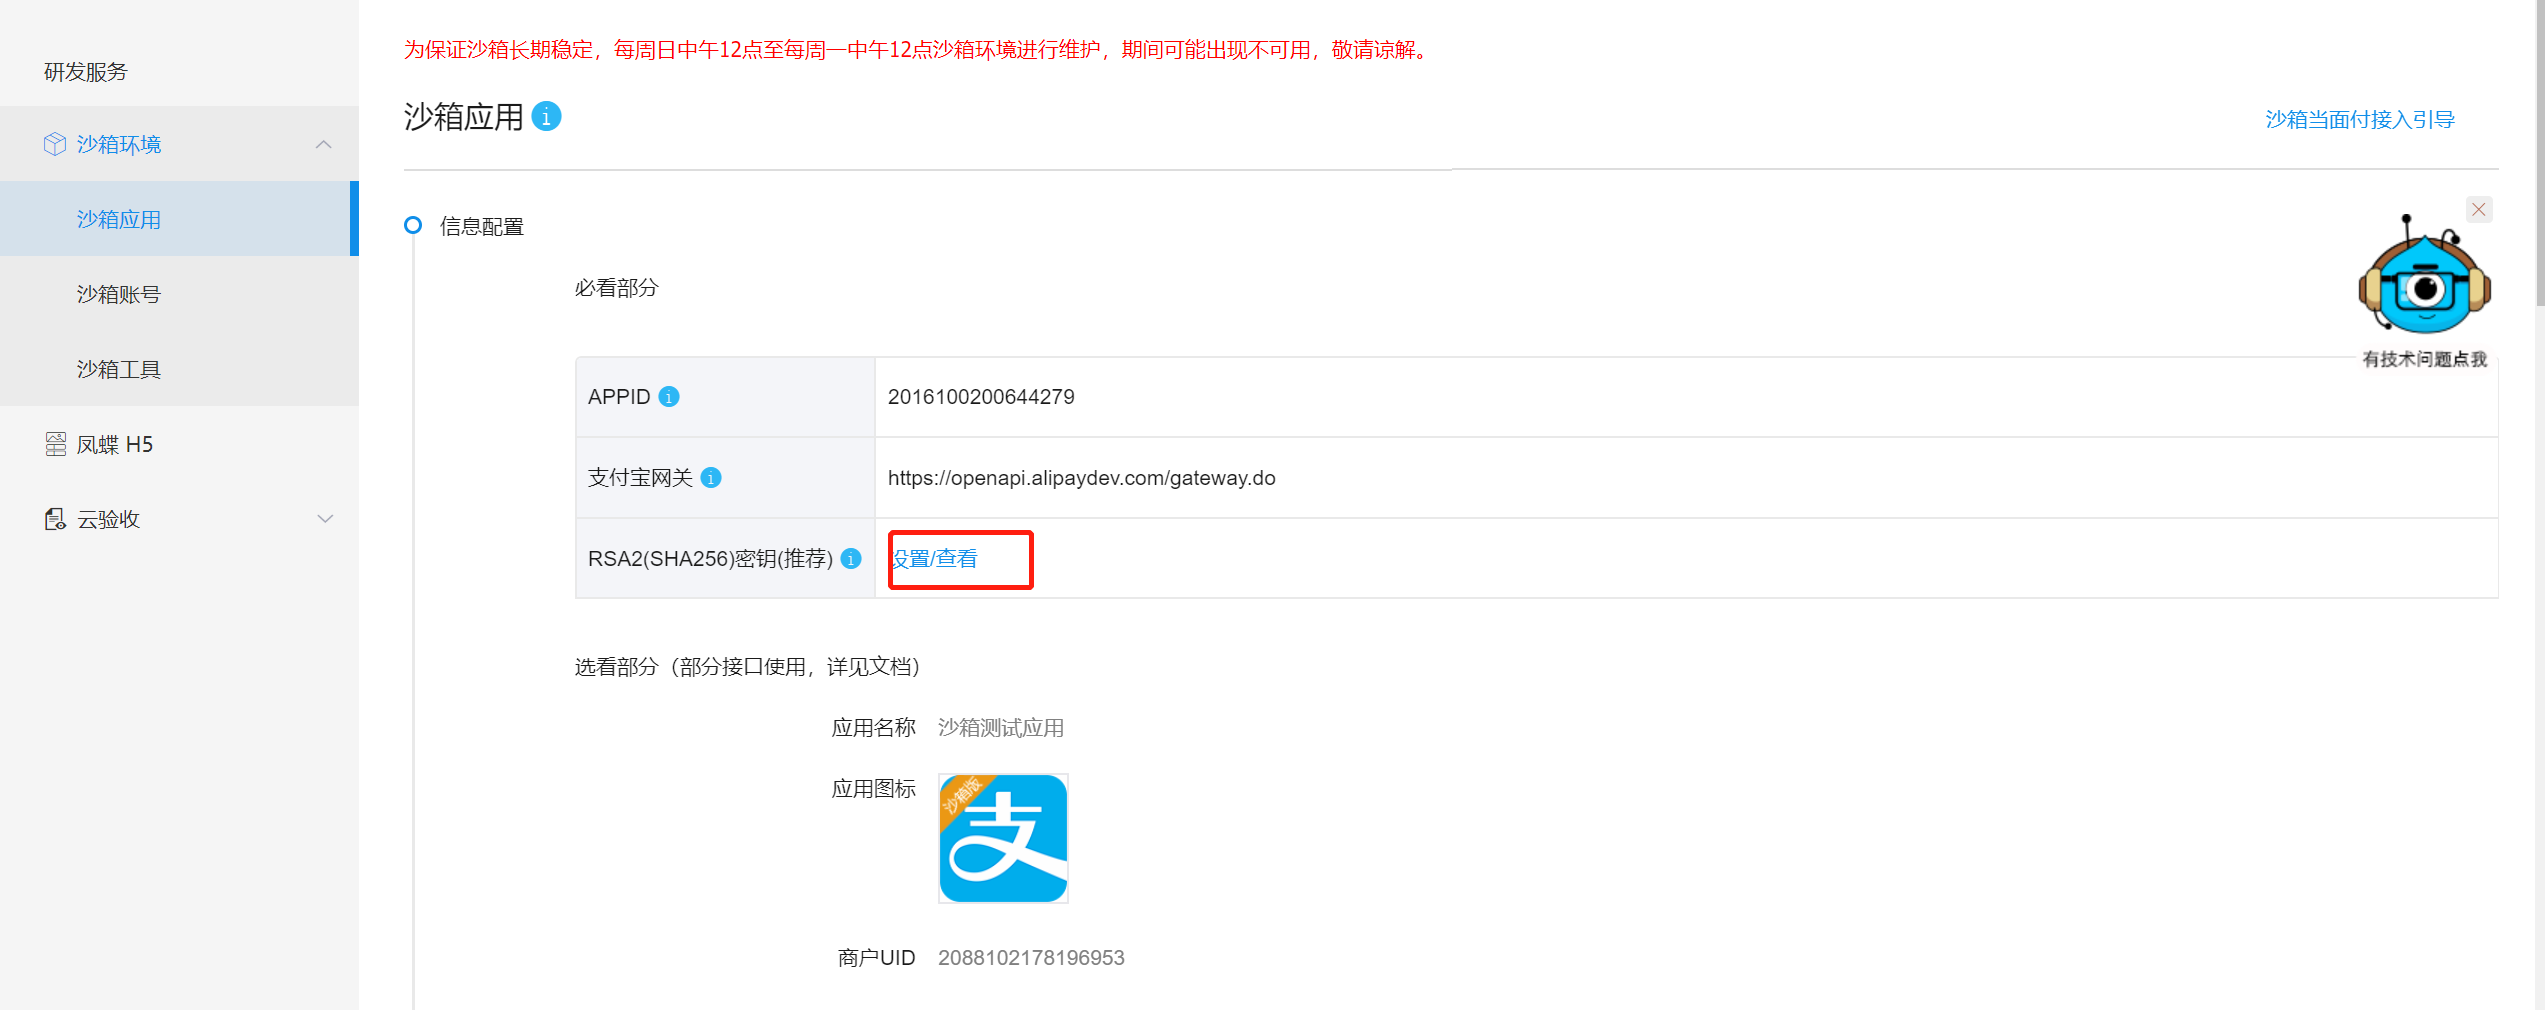 为保证沙箱长期稳定，每周日中午12点至每周一中午12点沙箱环境进行维护，期间可能出现不可用，敬请谅解。
研发服务
沙箱环境
沙箱应用
沙箱账号
沙箱工具
凤蝶 H5
云验收
沙箱应用
沙箱当面付接入引导
信息配置
有技术问题点我
必看部分
APPID 2016100200644279
支付宝网关 https://openapi.alipaydev.com/gateway.do
RSA2(SHA256)密钥(推荐) 设置/查看
选看部分（部分接口使用，详见文档）
应用名称 沙箱测试应用
应用图标
沙箱版
支
商户UID 2088102178196953